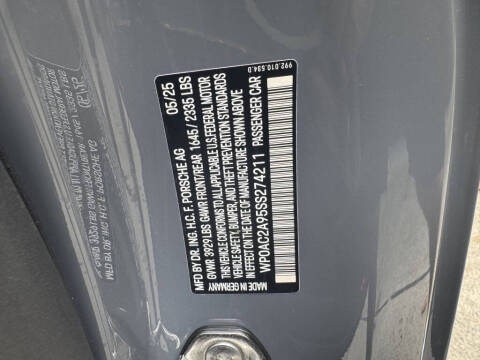 992.010.534.D
MFD. BY DR. ING. H.C. F. PORSCHE AG 05/25
GVWR 3929 LBS GAWR FRONT/REAR 1645 / 2335 LBS
THIS VEHICLE CONFORMS TO ALL APPLICABLE U.S. FEDERAL MOTOR
VEHICLE SAFETY, BUMPER, AND THEFT PREVENTION STANDARDS
IN EFFECT ON THE DATE OF MANUFACTURE SHOWN ABOVE
WP0AC2A95SS274211 PASSENGER CAR
MADE IN GERMANY